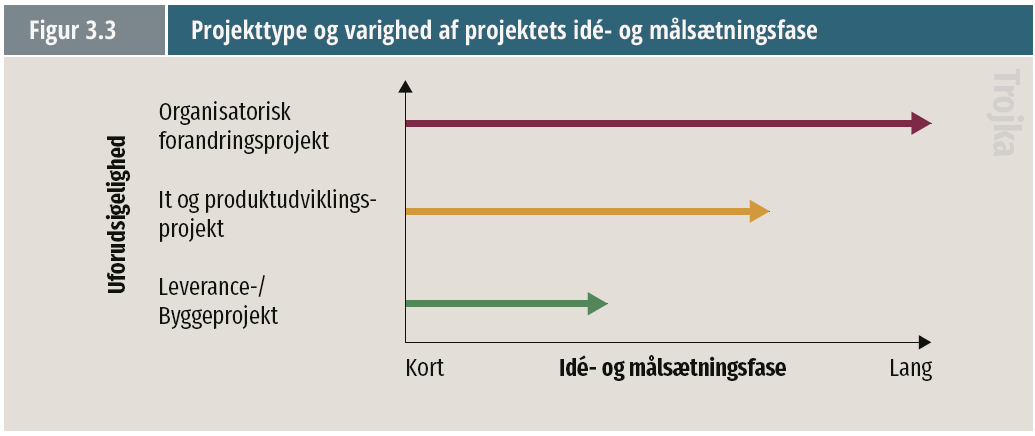 Figur 3.3
Projekttype og varighed af projektets idé- og målsætningsfase
Trojka
Uforudsigelighed
Organisatorisk
forandringsprojekt
It og produktudviklings-
projekt
Leverance-/
Byggeprojekt
Kort
Idé- og målsætningsfase
Lang